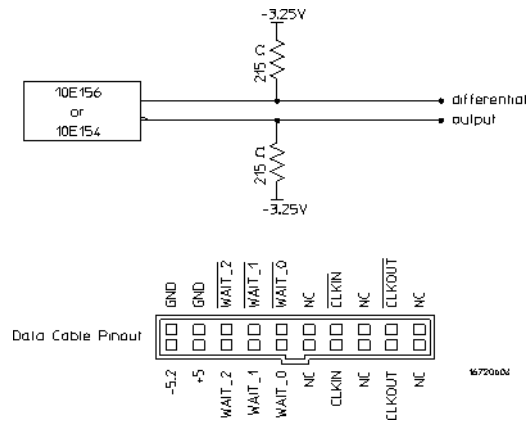 -3.25V
215 Ω
10E156
or
10E154
differential
output
215 Ω
-3.25V
GND
GND
WAIT_2
WAIT_1
WAIT_0
NC
CLKIN
NC
CLKOUT
NC
Data Cable Pinout
-5.2
+5
WAIT_2
WAIT_1
WAIT_0
NC
CLKIN
NC
CLKOUT
NC